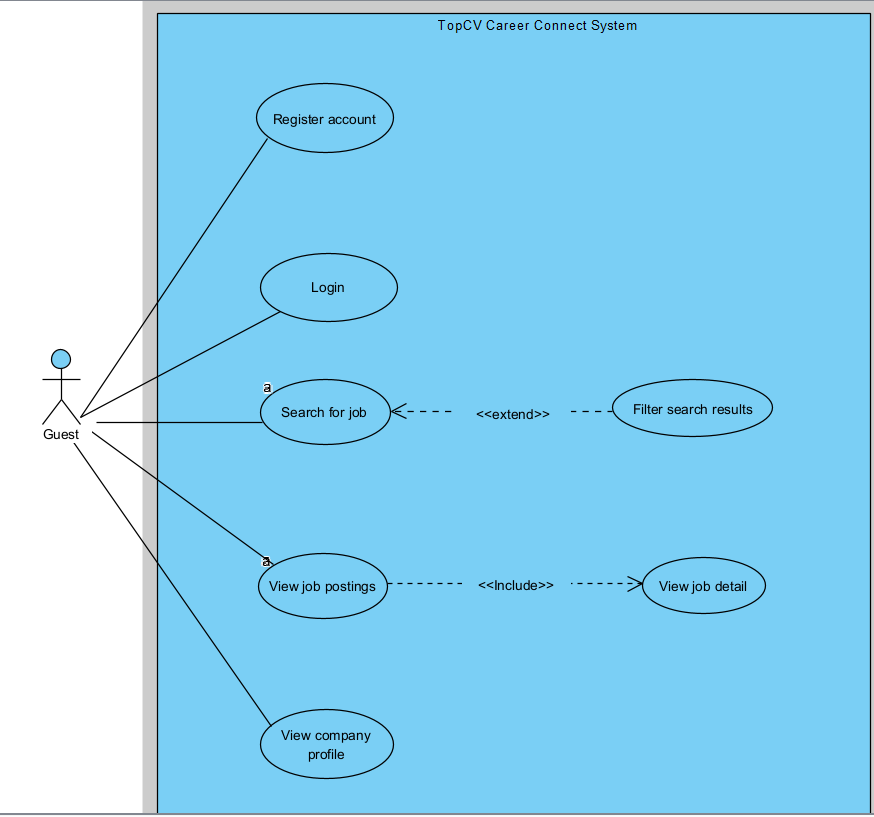 TopCV Career Connect System
Register account
Login
a
Search for job
<<extend>>
Filter search results
Guest
a
View job postings
<<Include>>
View job detail
View company
profile